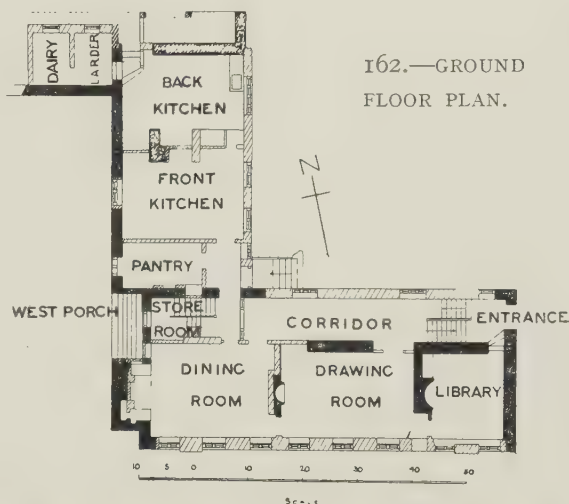 162.—GROUND
FLOOR PLAN.
DAIRY
LARDER
BACK
KITCHEN
FRONT
KITCHEN
N
PANTRY
WEST PORCH
STORE
ROOM
CORRIDOR
ENTRANCE
DINING
ROOM
DRAWING
ROOM
LIBRARY
10 5 0 10 20 30 40 50
SCALE